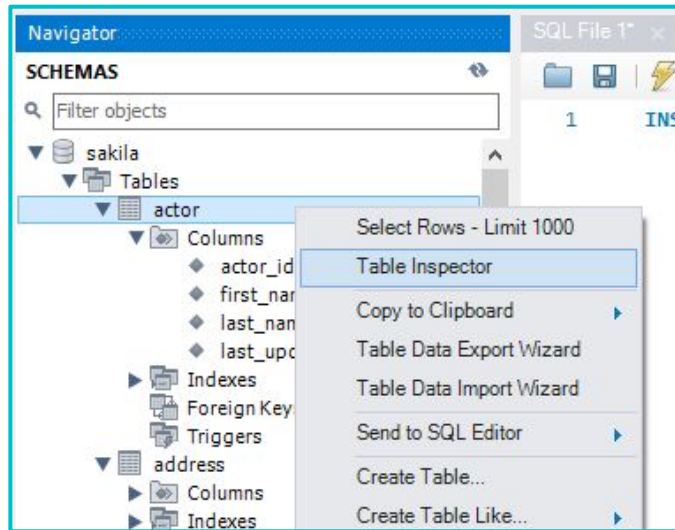 Navigator
SQL File 1*
SCHEMAS
Filter objects
1 INS
sakila
Tables
actor
Columns
actor_id
first_nar
last_nan
last_upd
Indexes
Foreign Key
Triggers
address
Columns
Indexes
Select Rows - Limit 1000
Table Inspector
Copy to Clipboard
Table Data Export Wizard
Table Data Import Wizard
Send to SQL Editor
Create Table...
Create Table Like...